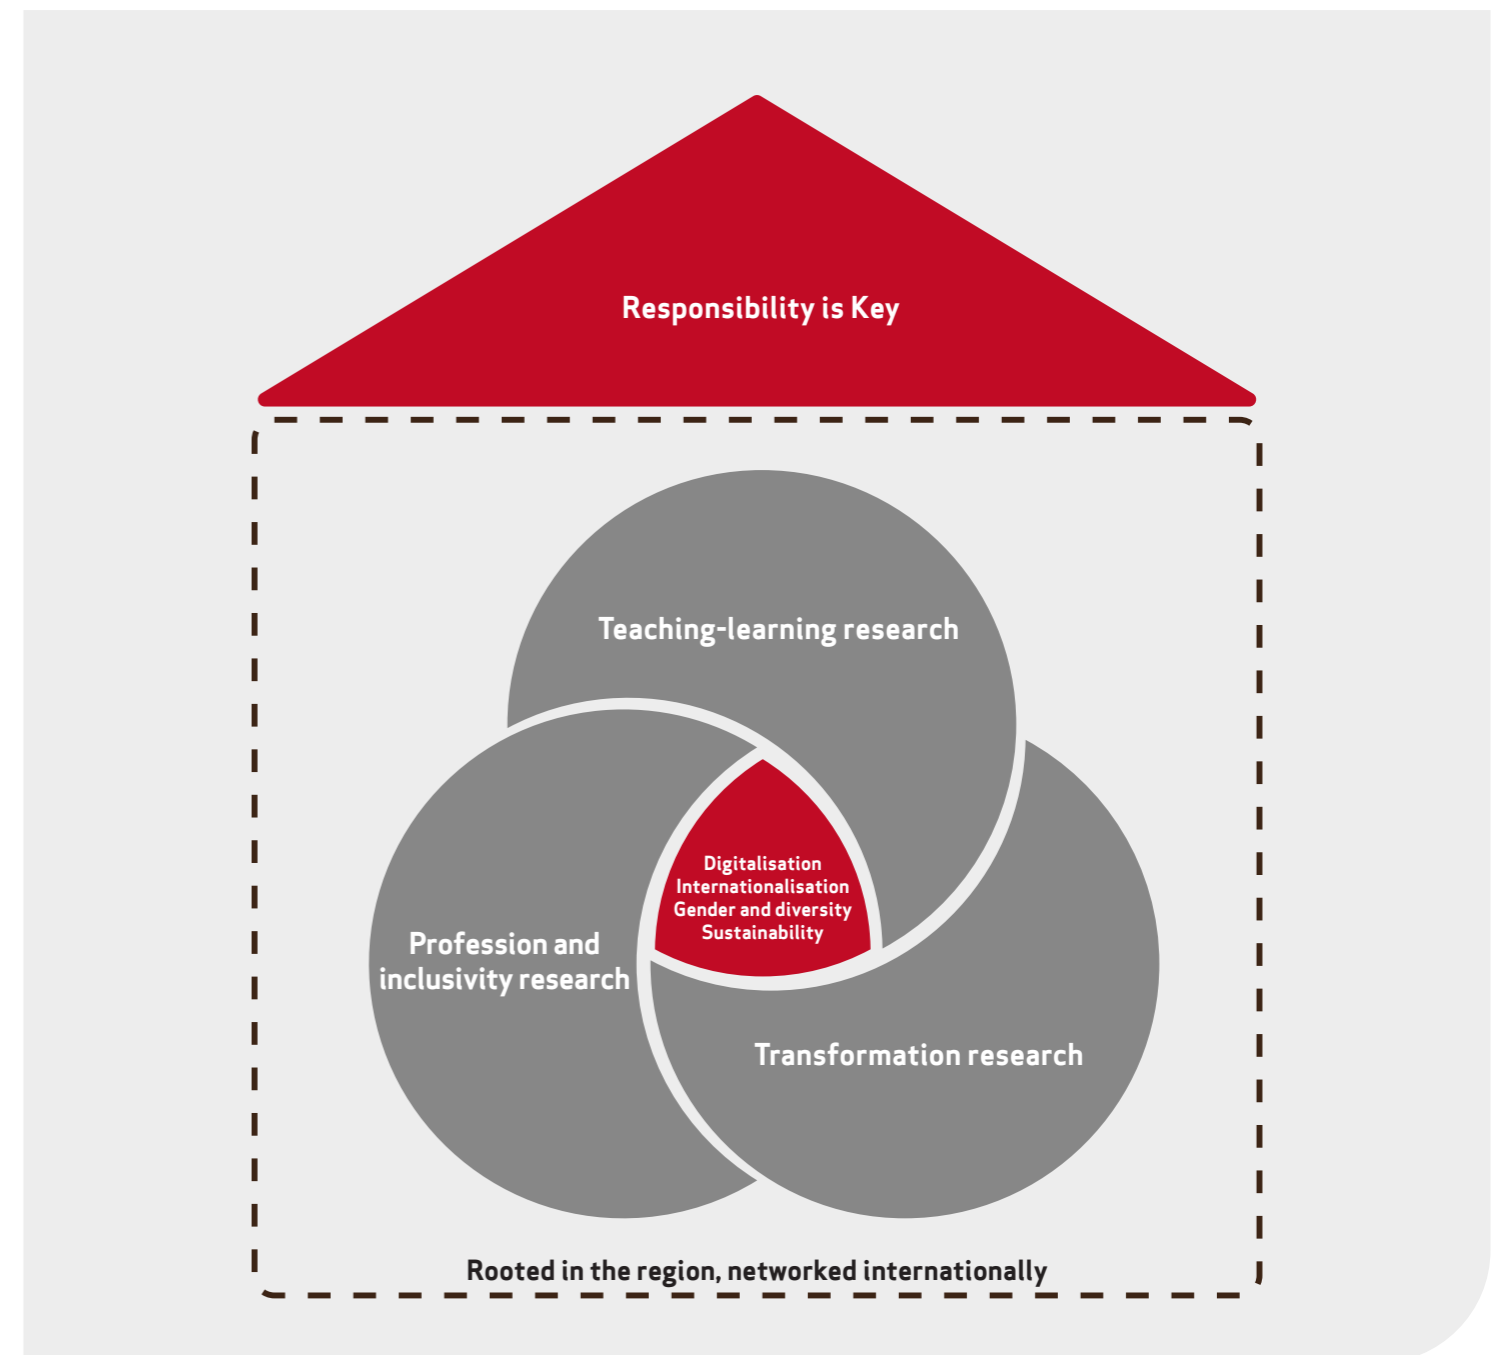 Responsibility is Key
Teaching-learning research
Digitalisation
Internationalisation
Gender and diversity
Sustainability
Profession and
inclusivity research
Transformation research
Rooted in the region, networked internationally